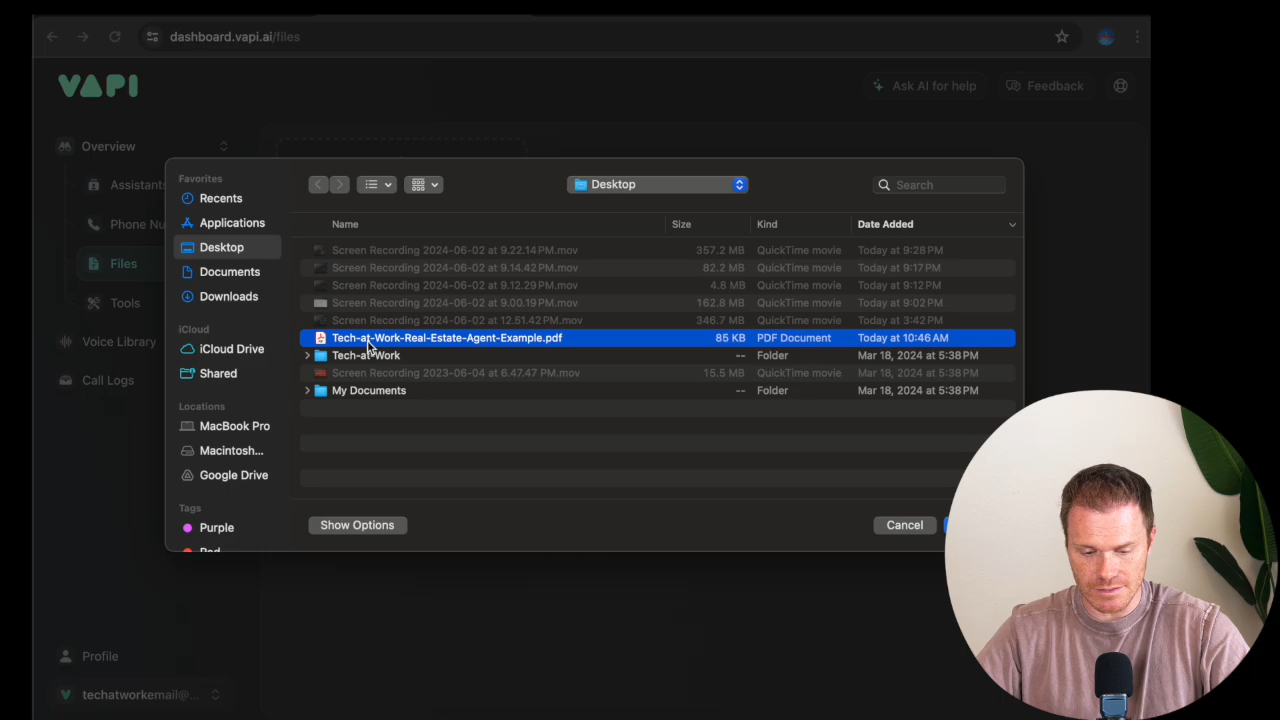 dashboard.vapi.ai/files
VAPI
Ask AI for help
Feedback
Overview
Assistants
Phone Nu
Files
Tools
Voice Library
Call Logs
Profile
techatworkemail@...
Favorites
Recents
Applications
Desktop
Documents
Downloads
iCloud
iCloud Drive
Shared
Locations
MacBook Pro
Macintosh...
Google Drive
Tags
Purple
Red
Desktop
Search
Name Size Kind Date Added
Screen Recording 2024-06-02 at 9.22.14 PM.mov 357.2 MB QuickTime movie Today at 9:28 PM
Screen Recording 2024-06-02 at 9.14.42 PM.mov 82.2 MB QuickTime movie Today at 9:17 PM
Screen Recording 2024-06-02 at 9.12.29 PM.mov 4.8 MB QuickTime movie Today at 9:12 PM
Screen Recording 2024-06-02 at 9.00.19 PM.mov 162.8 MB QuickTime movie Today at 9:02 PM
Screen Recording 2024-06-02 at 12.51.42 PM.mov 346.7 MB QuickTime movie Today at 3:42 PM
Tech-at-Work-Real-Estate-Agent-Example.pdf 85 KB PDF Document Today at 10:46 AM
Tech-at-Work -- Folder Mar 18, 2024 at 5:38 PM
Screen Recording 2023-06-04 at 6.47.47 PM.mov 15.5 MB QuickTime movie Mar 18, 2024 at 5:38 PM
My Documents -- Folder Mar 18, 2024 at 5:38 PM
Show Options
Cancel